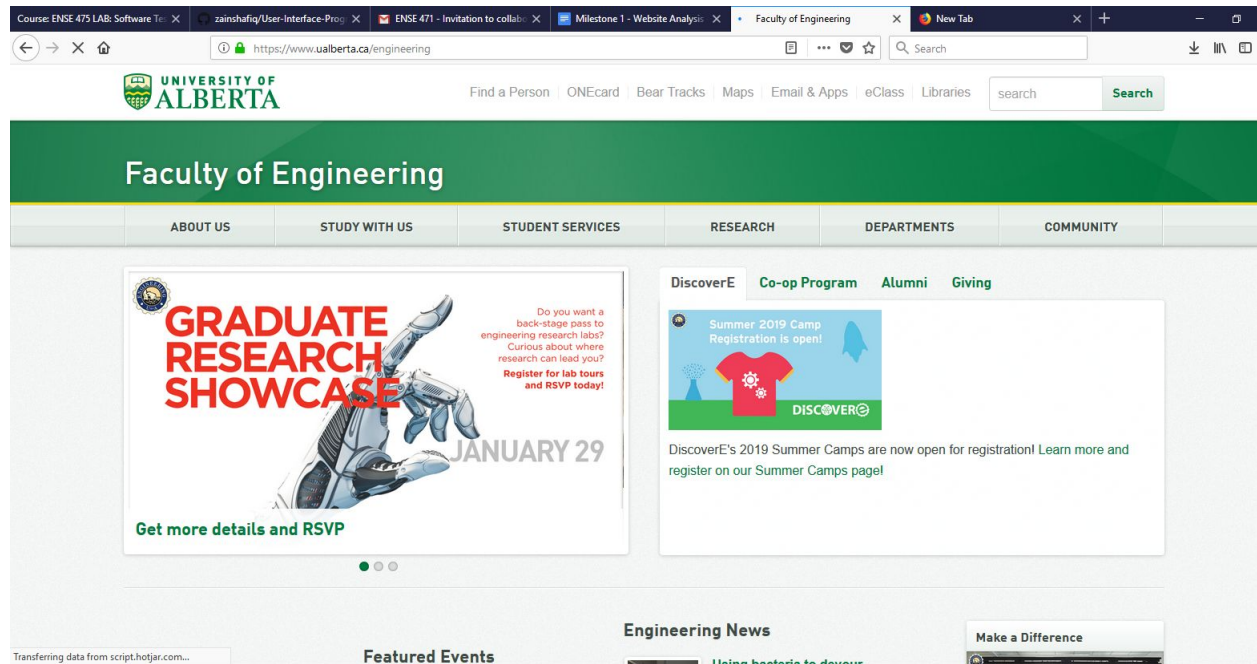 Course: ENSE 475 LAB: Software Te
zainshafiq/User-Interface-Prog
ENSE 471 - Invitation to collabo
Milestone 1 - Website Analysis
Faculty of Engineering
New Tab
https://www.ualberta.ca/engineering
Search
UNIVERSITY OF
ALBERTA
Find a Person
ONEcard
Bear Tracks
Maps
Email & Apps
eClass
Libraries
search
Search
Faculty of Engineering
ABOUT US
STUDY WITH US
STUDENT SERVICES
RESEARCH
DEPARTMENTS
COMMUNITY
GRADUATE
RESEARCH
SHOWCASE
Do you want a
back-stage pass to
engineering research labs?
Curious about where
research can lead you?
Register for lab tours
and RSVP today!
JANUARY 29
Get more details and RSVP
DiscoverE
Co-op Program
Alumni
Giving
Summer 2019 Camp
Registration is open!
DISCOVERE
DiscoverE's 2019 Summer Camps are now open for registration! Learn more and
register on our Summer Camps page!
Featured Events
Engineering News
Using bacteria to devour
Make a Difference
Transferring data from script.hotjar.com...